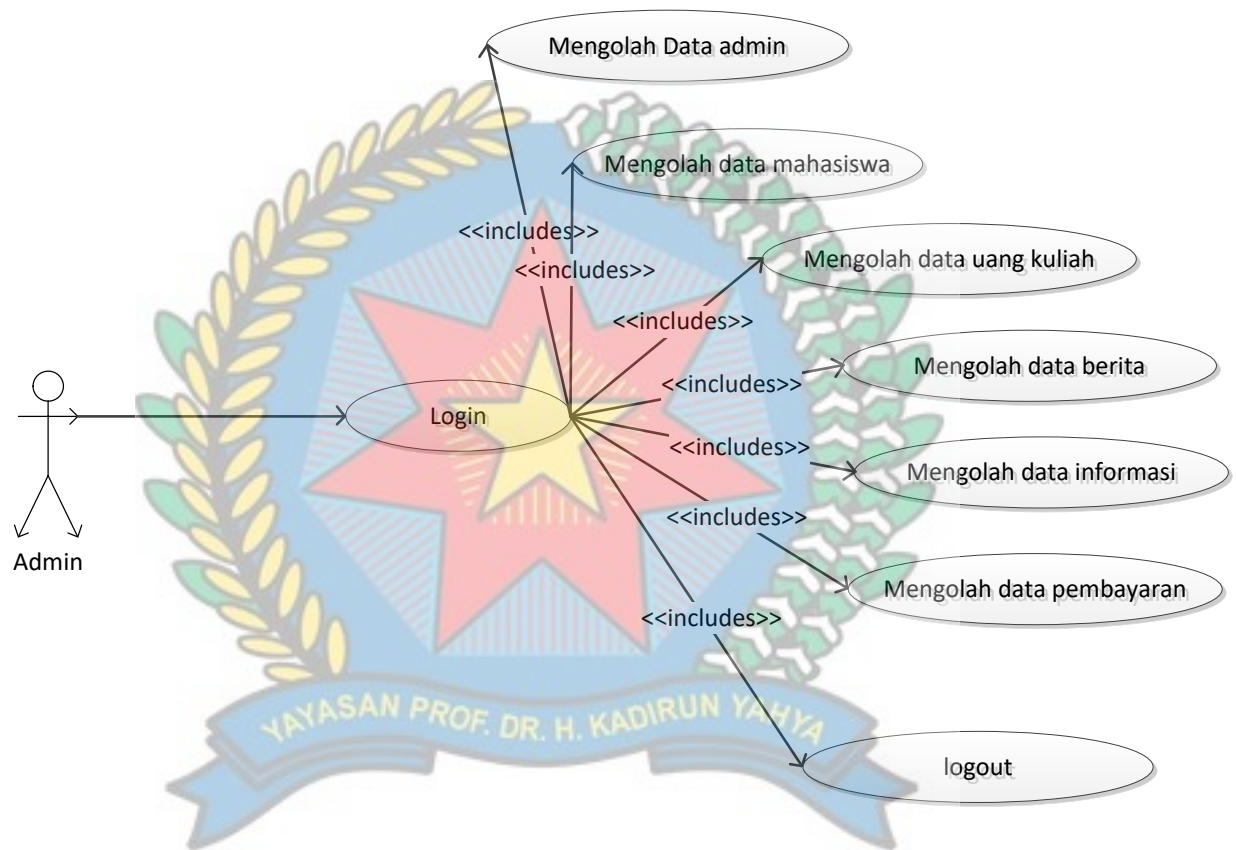 Mengolah Data admin
Mengolah data mahasiswa
<<includes>>
Mengolah data uang kuliah
<<includes>>
<<includes>>
Mengolah data berita
<<includes>>
Login
<<includes>>
Mengolah data informasi
<<includes>>
Admin
Mengolah data pembayaran
<<includes>>
YAYASAN PROF. DR. H. KADIRUN YAHYA
logout